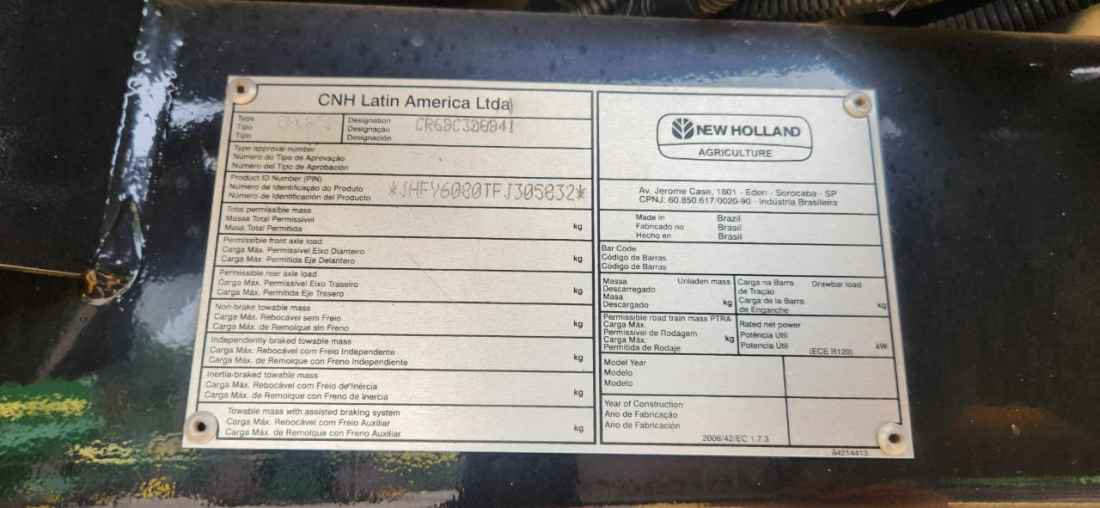 CNH Latin America Ltda
Type
Tipo
Tipo
Designation
Designação
Designación
Type approval number
Número do Tipo de Aprovação
Número del Tipo de Aprobación
Product ID Number (PIN)
Número de Identificação do Produto
Número de Identificación del Producto
Total permissible mass
Massa Total Permissível
Masa Total Permitida
kg
Permissible front axle load
Carga Máx. Permissível Eixo Dianteiro
Carga Máx. Permitida Eje Delantero
kg
Permissible rear axle load
Carga Máx. Permissível Eixo Traseiro
Carga Máx. Permitida Eje Trasero
kg
Non-brake towable mass
Carga Máx. Rebocável sem Freio
Carga Máx. de Remolque sin Freno
kg
Independently braked towable mass
Carga Máx. Rebocável com Freio Independente
Carga Máx. de Remolque con Freno Independiente
kg
Inertia-braked towable mass
Carga Máx. Rebocável com Freio de Inércia
Carga Máx. de Remolque con Freno de Inercia
kg
Towable mass with assisted braking system
Carga Máx. Rebocável com Freio Auxiliar
Carga Máx. de Remolque con Freno Auxiliar
kg
NEW HOLLAND
AGRICULTURE
Av. Jerome Case, 1801 - Eden - Sorocaba - SP
CPNJ: 60.850.617/0020-90 - Indústria Brasileira
Made in Brazil
Fabricado no Brasil
Hecho en Brasil
Bar Code
Código de Barras
Código de Barras
Massa Unladen mass
Descarregado
Masa
Descargado kg
Carga na Barra Drawbar load
de Tração
Carga de la Barra
de Enganche kg
Permissible road train mass PTRA
Carga Máx.
Permissível de Rodagem
Carga Máx.
Permitida de Rodaje
kg
Rated net power
Potência Útil
Potencia Util kW
(ECE R120)
Model Year
Modelo
Modelo
Year of Construction
Ano de Fabricação
Ano de Fabricación
2006/42/EC 1.7.3
84214413